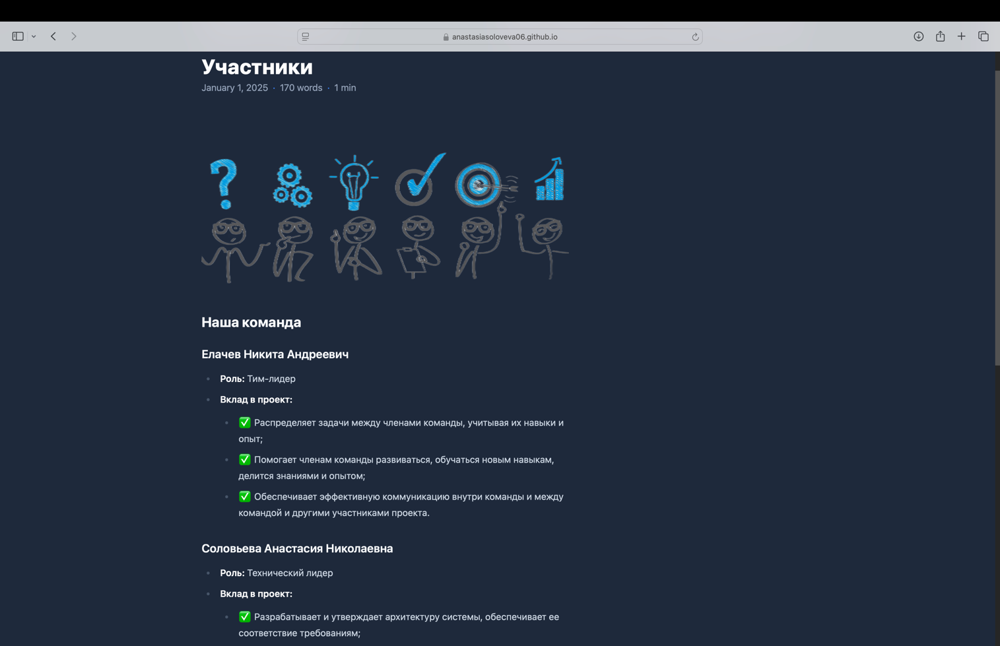 anastasiasoloveva06.github.io
Участники
January 1, 2025 · 170 words · 1 min
Наша команда
Елачев Никита Андреевич
Роль: Тим-лидер
Вклад в проект:
✅ Распределяет задачи между членами команды, учитывая их навыки и
опыт;
✅ Помогает членам команды развиваться, обучаться новым навыкам,
делится знаниями и опытом;
✅ Обеспечивает эффективную коммуникацию внутри команды и между
командой и другими участниками проекта.
Соловьева Анастасия Николаевна
Роль: Технический лидер
Вклад в проект:
✅ Разрабатывает и утверждает архитектуру системы, обеспечивает ее
соответствие требованиям;